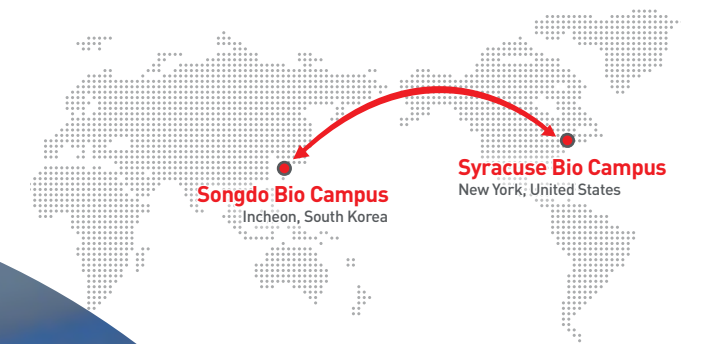 Songdo Bio Campus
Incheon, South Korea
Syracuse Bio Campus
New York, United States